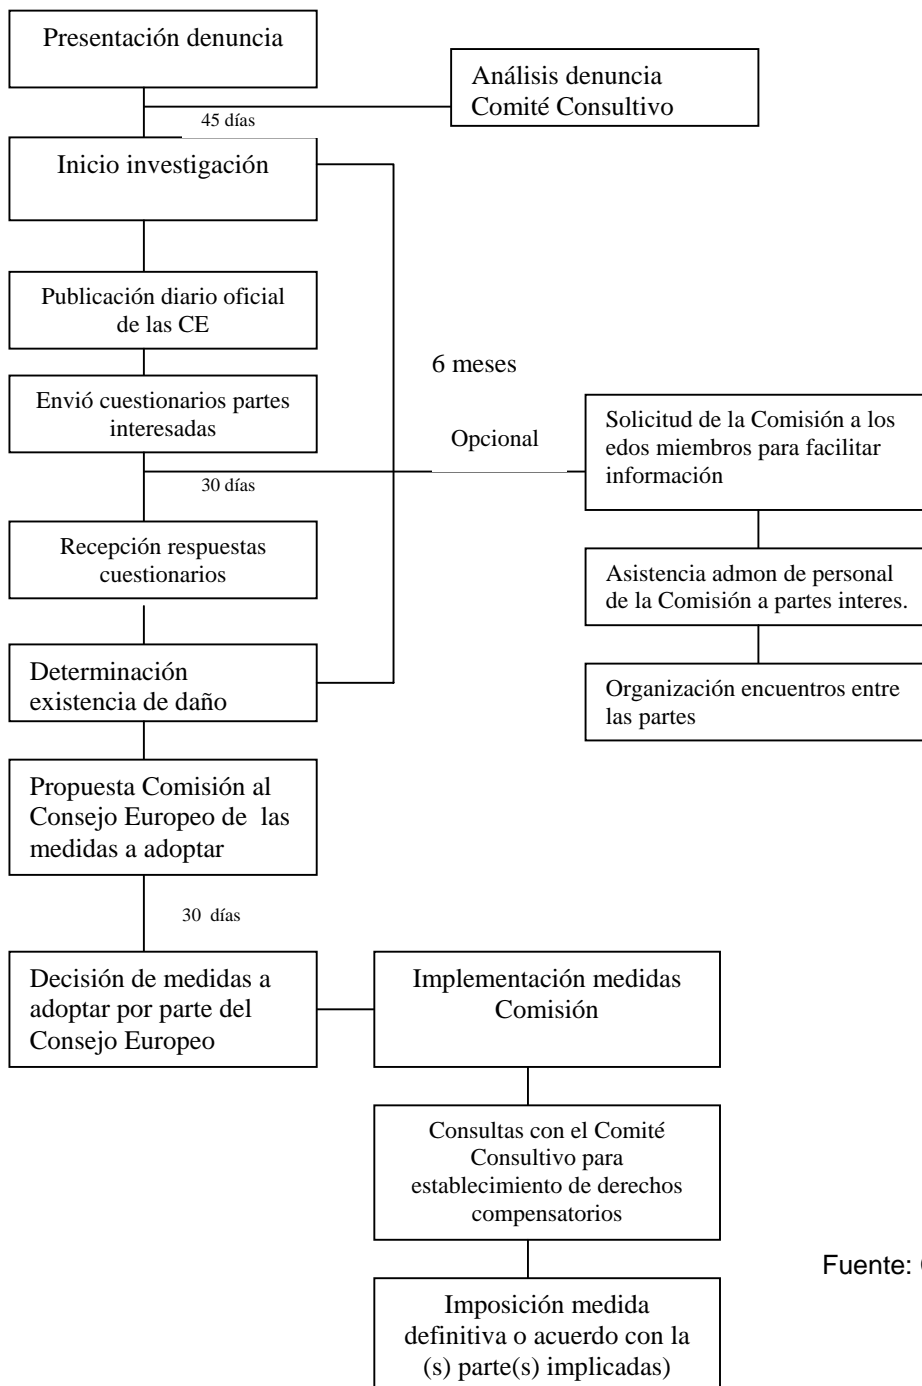 Presentación denuncia
Análisis denuncia
Comité Consultivo
45 días
Inicio investigación
Publicación diario oficial
de las CE
6 meses
Envió cuestionarios partes
interesadas
Opcional
Solicitud de la Comisión a los
edos miembros para facilitar
información
30 días
Recepción respuestas
cuestionarios
Asistencia admon de personal
de la Comisión a partes interes.
Determinación
existencia de daño
Organización encuentros entre
las partes
Propuesta Comisión al
Consejo Europeo de  las
medidas a adoptar
30  días
Decisión de medidas a
adoptar por parte del
Consejo Europeo
Implementación medidas
Comisión
Consultas con el Comité
Consultivo para
establecimiento de derechos
compensatorios
Fuente:
Imposición medida
definitiva o acuerdo con la
(s) parte(s) implicadas)